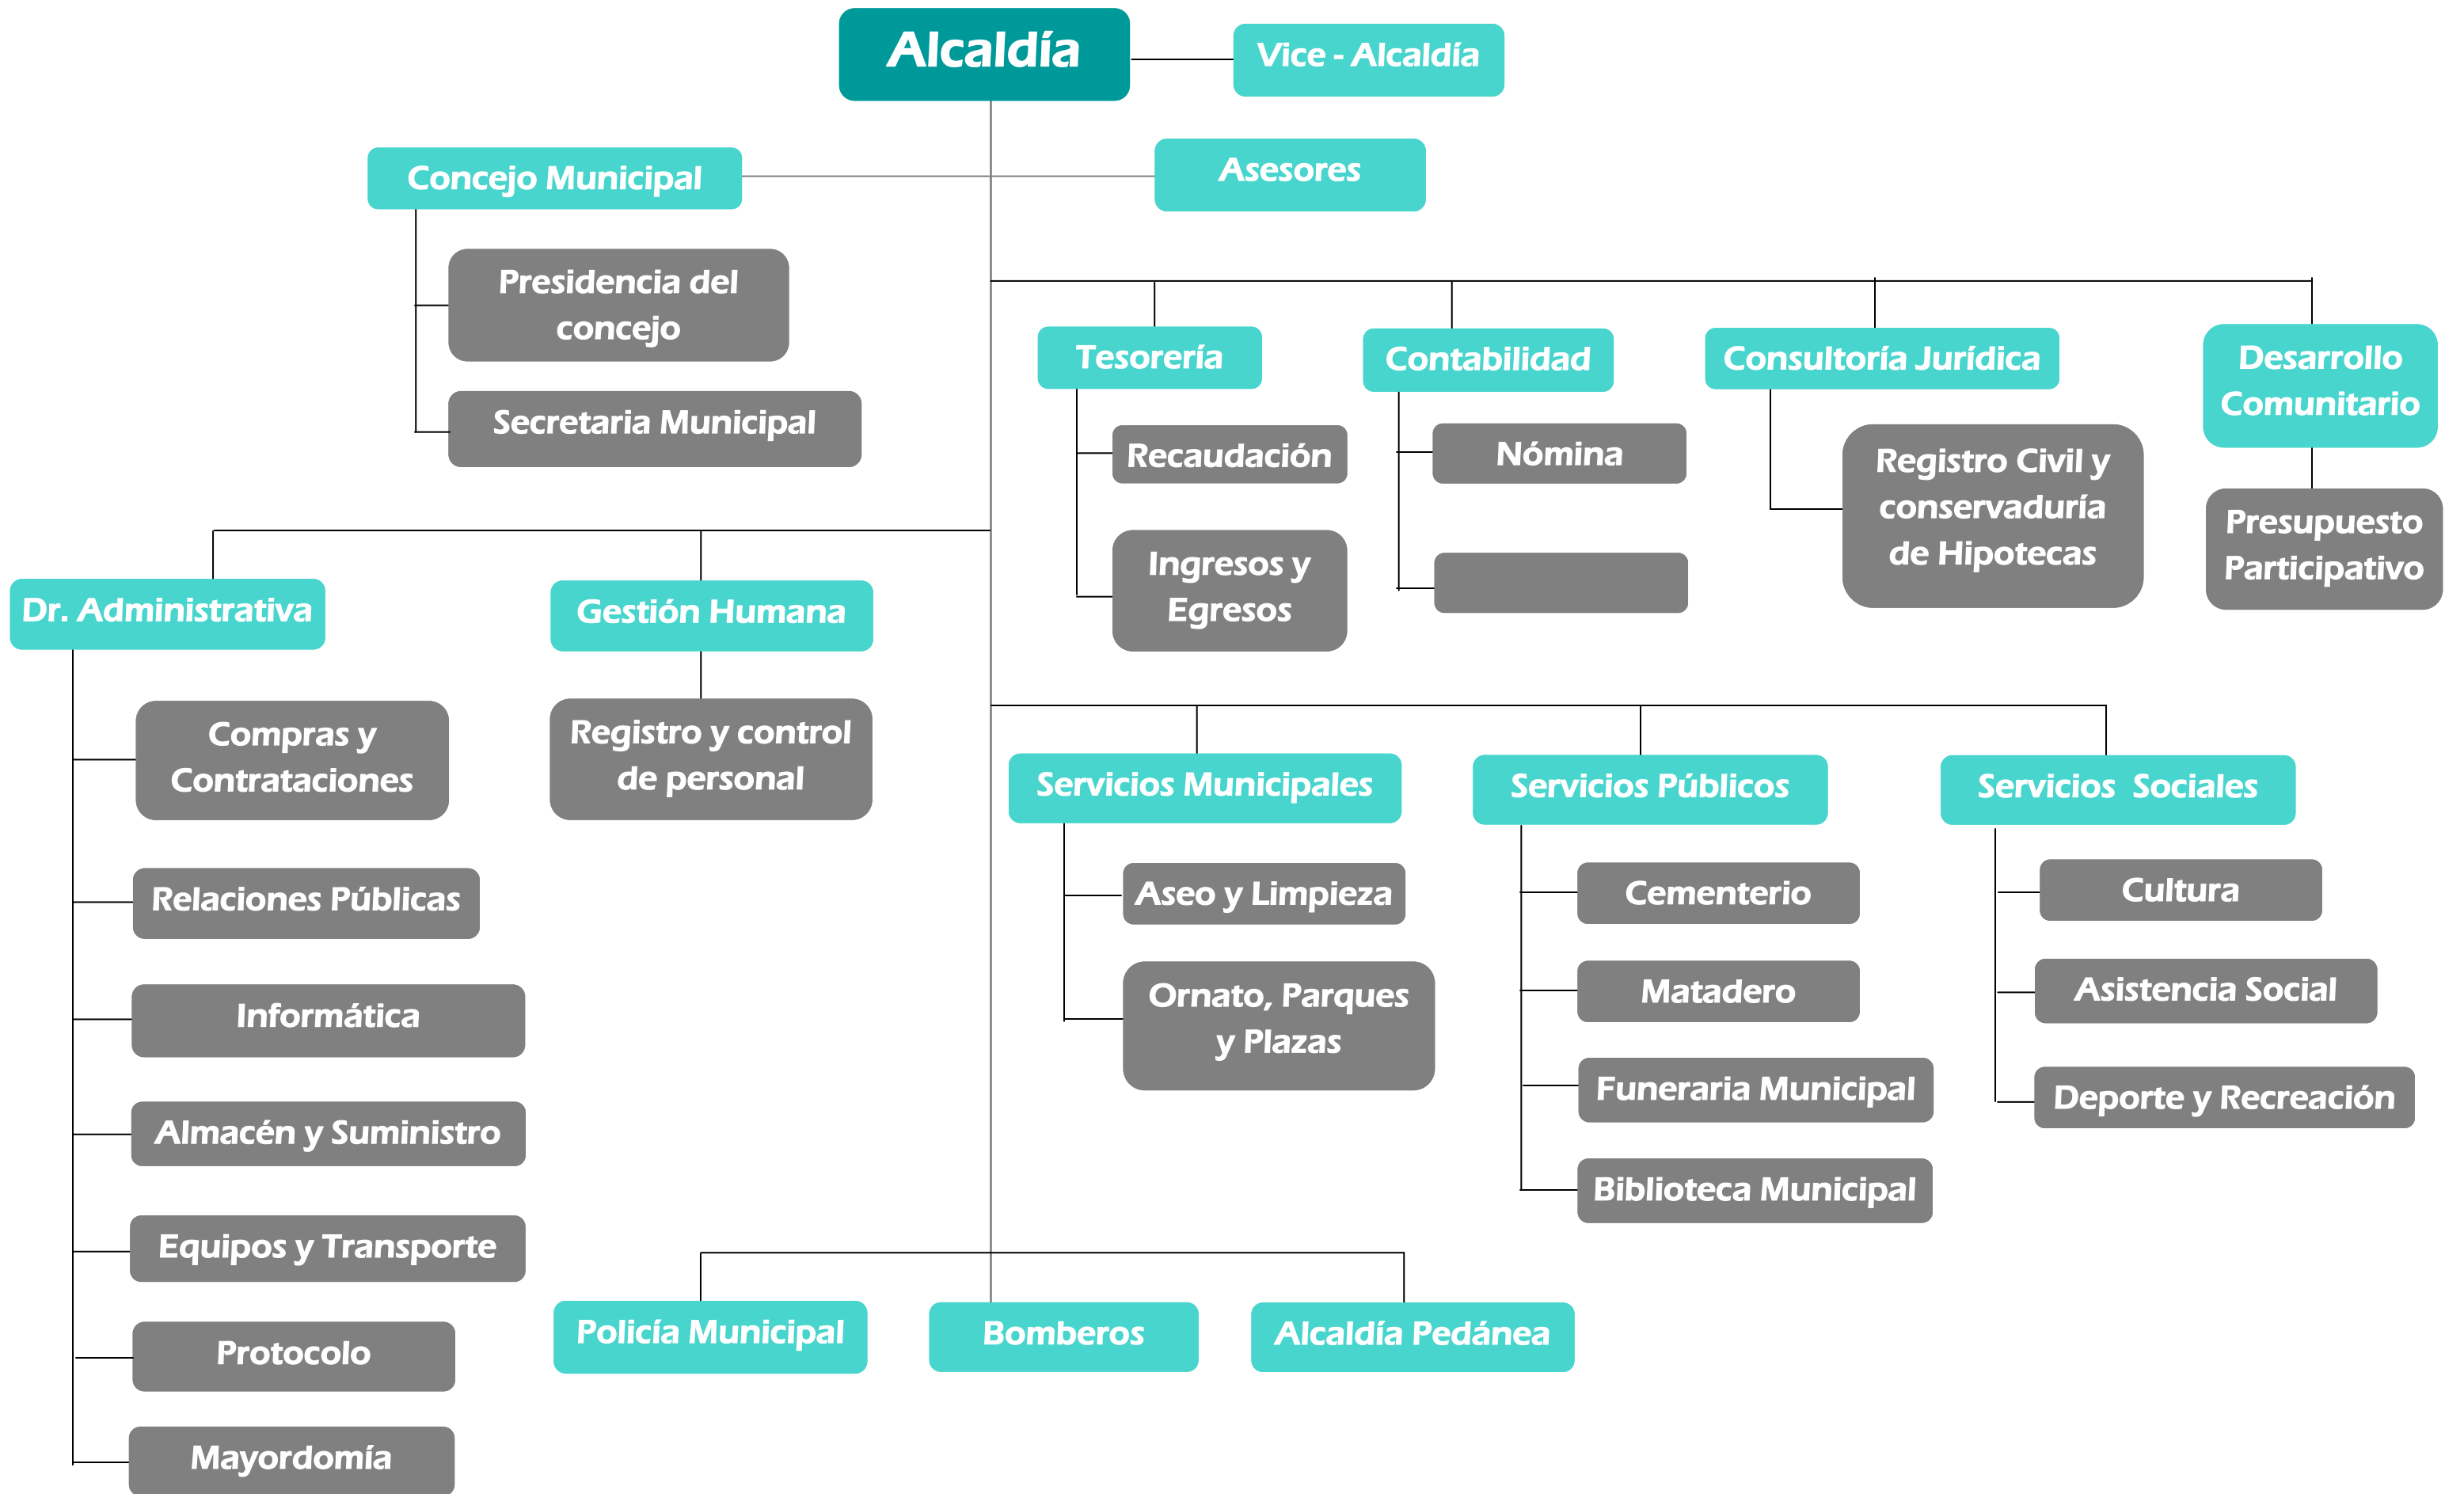 Alcaldía
Vice - Alcaldía
Concejo Municipal
Asesores
Presidencia del
concejo
Secretaria Municipal
Tesorería
Recaudación
Ingresos y
Egresos
Contabilidad
Nómina
Consultoría Jurídica
Registro Civil y
conservaduría
de Hipotecas
Desarrollo
Comunitario
Presupuesto
Participativo
Dr. Administrativa
Compras y
Contrataciones
Relaciones Públicas
Informática
Almacén y Suministro
Equipos y Transporte
Protocolo
Mayordomía
Gestión Humana
Registro y control
de personal
Servicios Municipales
Aseo y Limpieza
Ornato, Parques
y Plazas
Servicios Públicos
Cementerio
Matadero
Funeraria Municipal
Biblioteca Municipal
Servicios Sociales
Cultura
Asistencia Social
Deporte y Recreación
Policía Municipal
Bomberos
Alcaldía Pedánea